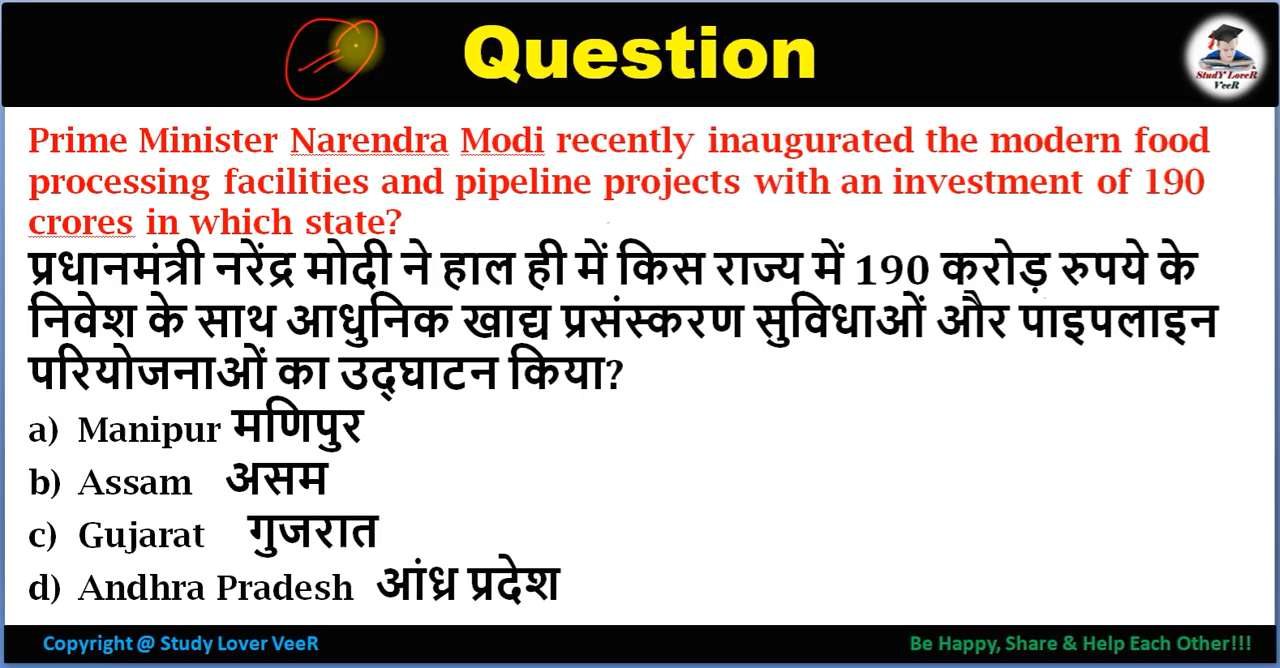 Question
StudY LoveR
VeeR
Prime Minister Narendra Modi recently inaugurated the modern food
processing facilities and pipeline projects with an investment of 190
crores in which state?
प्रधानमंत्री नरेंद्र मोदी ने हाल ही में किस राज्य में 190 करोड़ रुपये के
निवेश के साथ आधुनिक खाद्य प्रसंस्करण सुविधाओं और पाइपलाइन
परियोजनाओं का उद्घाटन किया?
a) Manipur मणिपुर
b) Assam असम
c) Gujarat गुजरात
d) Andhra Pradesh आंध्र प्रदेश
Copyright @ Study Lover VeeR
Be Happy, Share & Help Each Other!!!